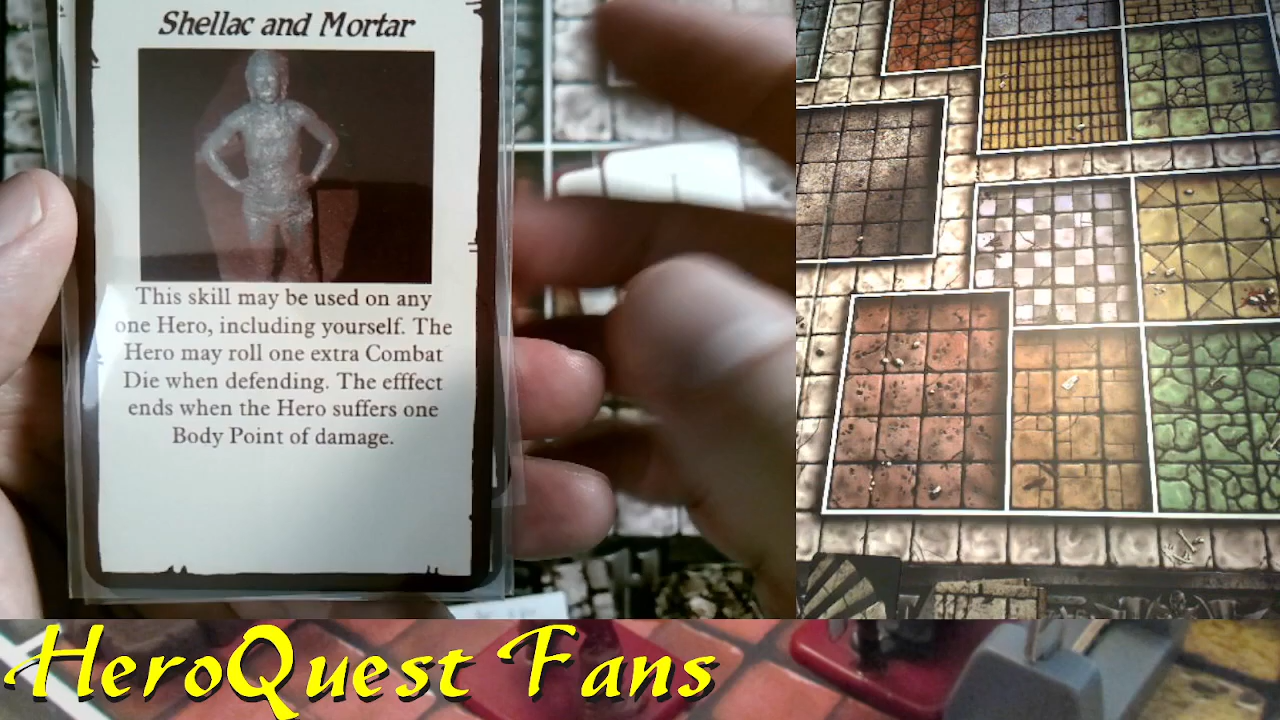 Shellac and Mortar
This skill may be used on any
one Hero, including yourself. The
Hero may roll one extra Combat
Die when defending. The efffect
ends when the Hero suffers one
Body Point of damage.
HeroQuest Fans